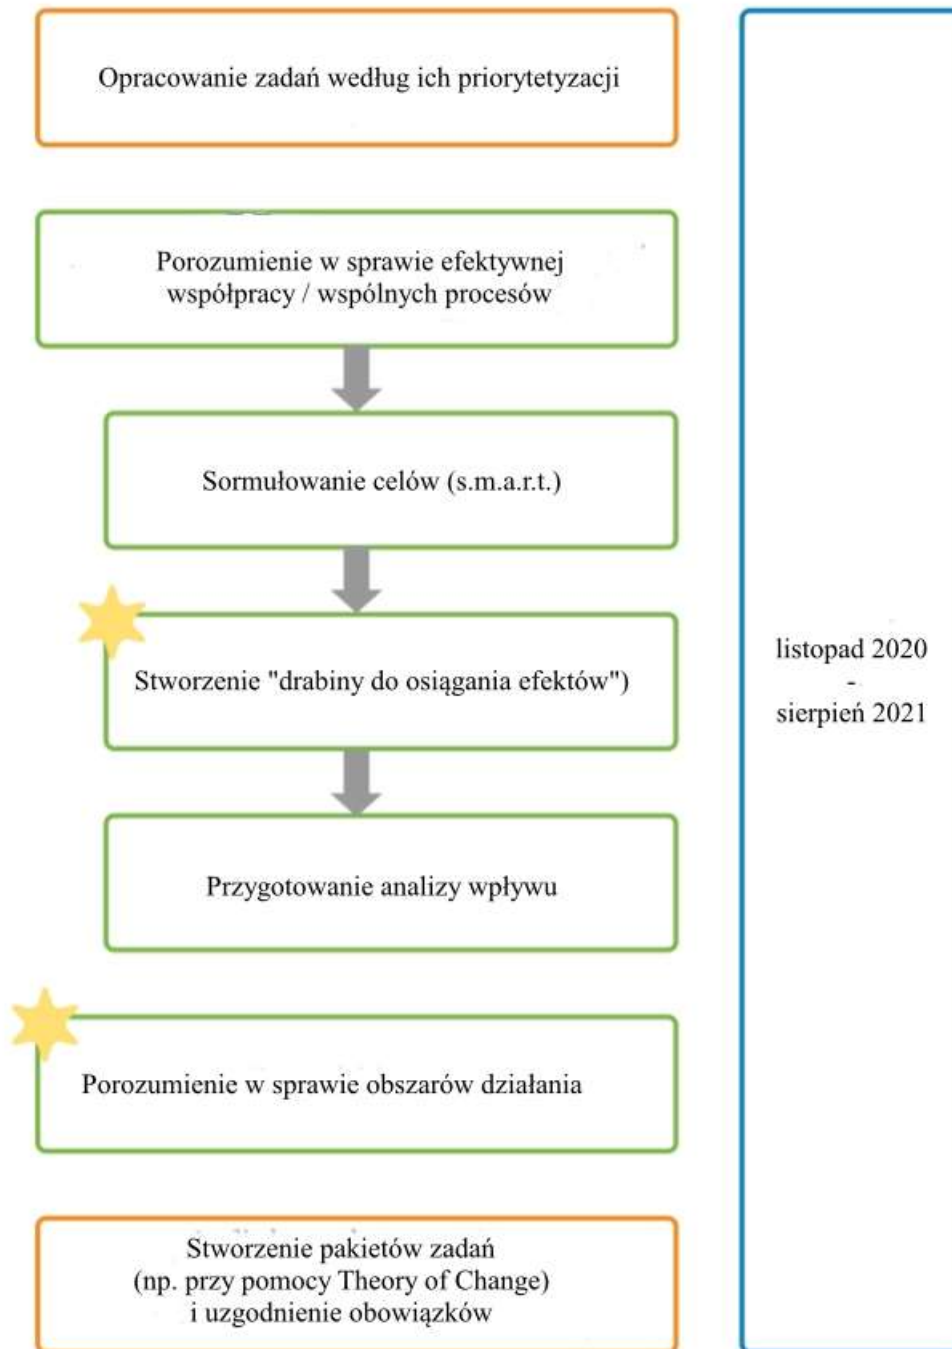 Opracowanie zadań według ich priorytetyzacji
Porozumienie w sprawie efektywnej
współpracy / wspólnych procesów
Sormułowanie celów (s.m.a.r.t.)
Stworzenie "drabiny do osiągania efektów")
Przygotowanie analizy wpływu
Porozumienie w sprawie obszarów działania
Stworzenie pakietów zadań
(np. przy pomocy Theory of Change)
i uzgodnienie obowiązków
listopad 2020
-
sierpień 2021